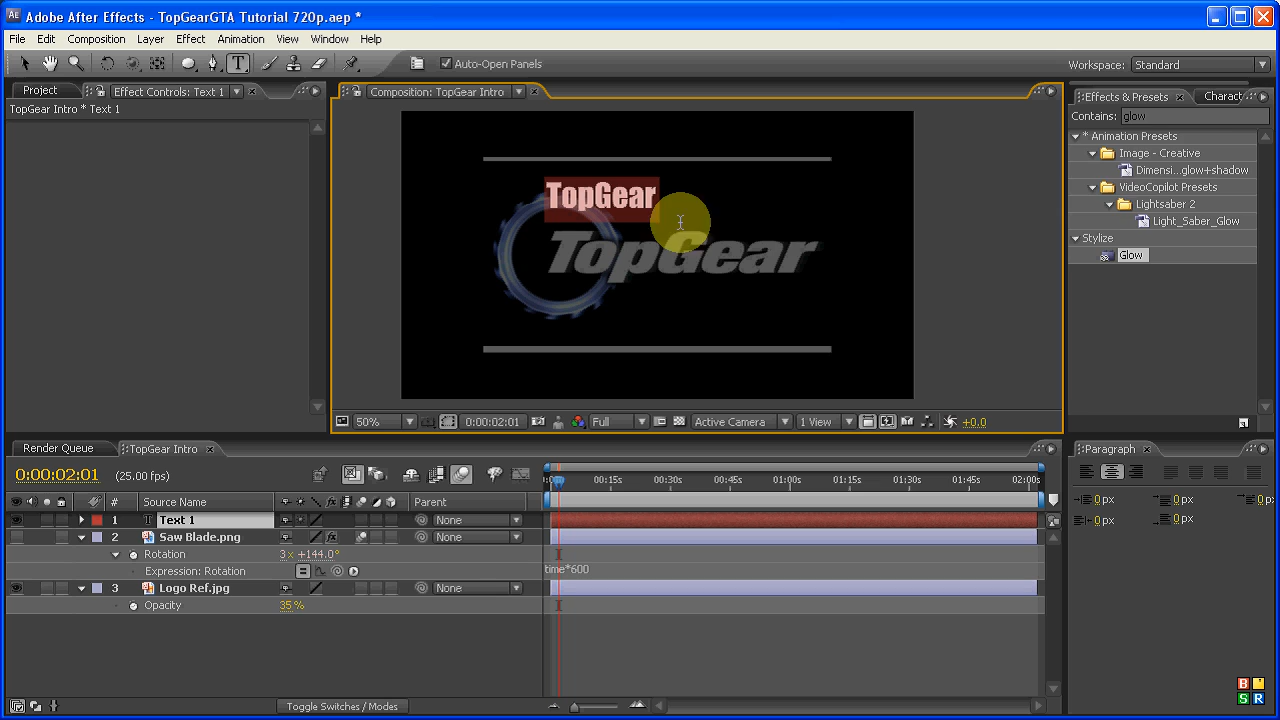 Adobe After Effects - TopGearGTA Tutorial 720p.aep *
File Edit Composition Layer Effect Animation View Window Help
Auto-Open Panels
Workspace: Standard
Project Effect Controls: Text 1
TopGear Intro * Text 1
Composition: TopGear Intro
TopGear
TopGear
50% 0:00:02:01 Full Active Camera 1 View +0.0
Effects & Presets Charact
Contains: glow
* Animation Presets
Image - Creative
Dimensi...glow+shadow
VideoCopilot Presets
Lightsaber 2
Light_Saber_Glow
Stylize
Glow
Render Queue TopGear Intro
0:00:02:01 (25.00 fps)
00:15s 00:30s 00:45s 01:00s 01:15s 01:30s 01:45s 02:00s
# Source Name Parent
1 T Text 1 None
2 Saw Blade.png None
Rotation 3 x +144.0°
Expression: Rotation time*600
3 Logo Ref.jpg None
Opacity 35 %
Toggle Switches / Modes
Paragraph
0 px 0 px 0 px
0 px 0 px
B
S R